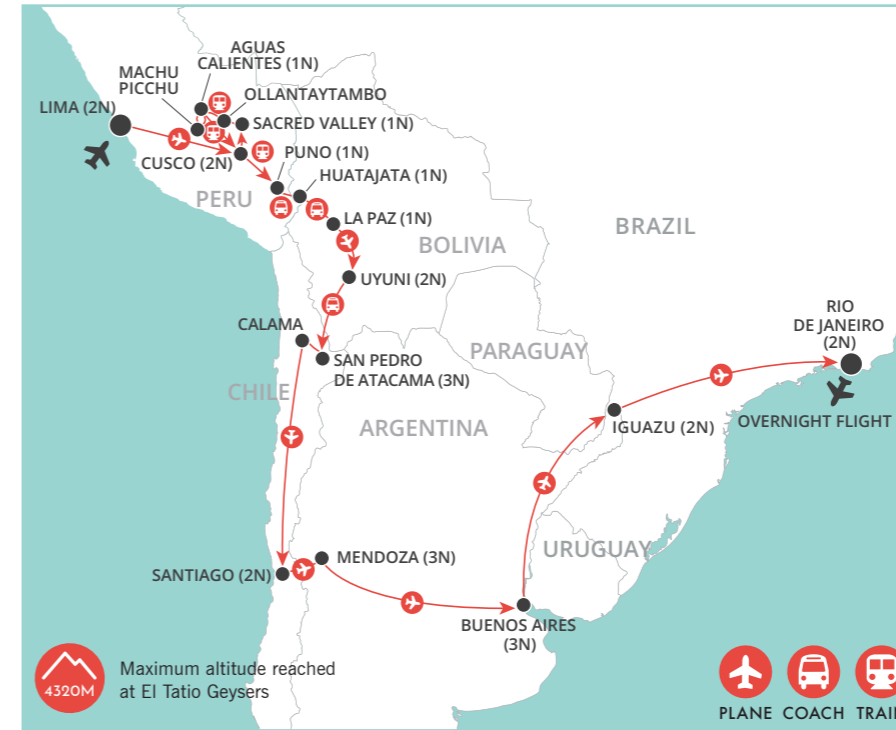 AGUAS
CALIENTES (1N)
MACHU
PICCHU
OLLANTAYTAMBO
LIMA (2N)
SACRED VALLEY (1N)
CUSCO (2N)
PUNO (1N)
HUATAJATA (1N)
PERU
LA PAZ (1N)
BOLIVIA
BRAZIL
UYUNI (2N)
RIO
DE JANEIRO
(2N)
CALAMA
PARAGUAY
SAN PEDRO
DE ATACAMA (3N)
CHILE
ARGENTINA
IGUAZU (2N)
OVERNIGHT FLIGHT
URUGUAY
MENDOZA (3N)
SANTIAGO (2N)
BUENOS AIRES
(3N)
4320M
Maximum altitude reached
at El Tatio Geysers
PLANE COACH TRAI